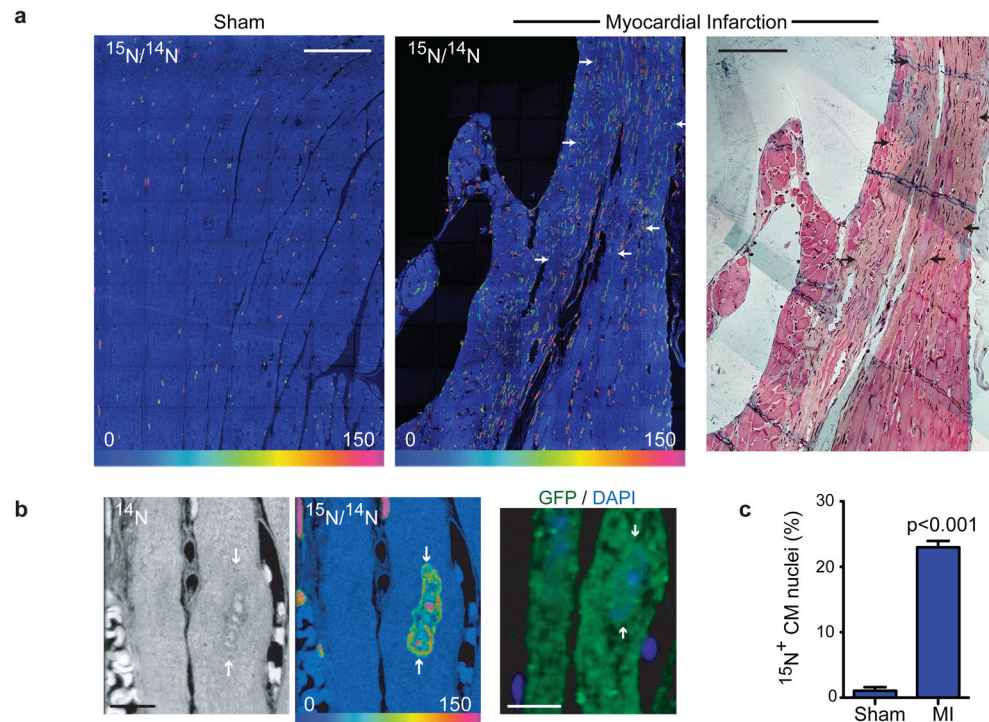 a
Sham
Myocardial Infarction
15N/14N
15N/14N
0
150
0
150
b
14N
15N/14N
0
150
GFP / DAPI
c
15N+ CM nuclei (%)
30
20
10
0
p<0.001
Sham
MI